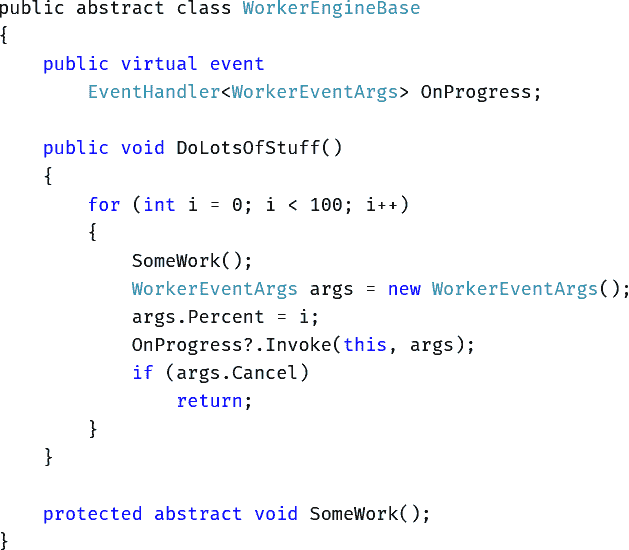 public abstract class WorkerEngineBase
{
    public virtual event
        EventHandler<WorkerEventArgs> OnProgress;

    public void DoLotsOfStuff()
    {
        for (int i = 0; i < 100; i++)
        {
            SomeWork();
            WorkerEventArgs args = new WorkerEventArgs();
            args.Percent = i;
            OnProgress?.Invoke(this, args);
            if (args.Cancel)
                return;
        }
    }

    protected abstract void SomeWork();
}